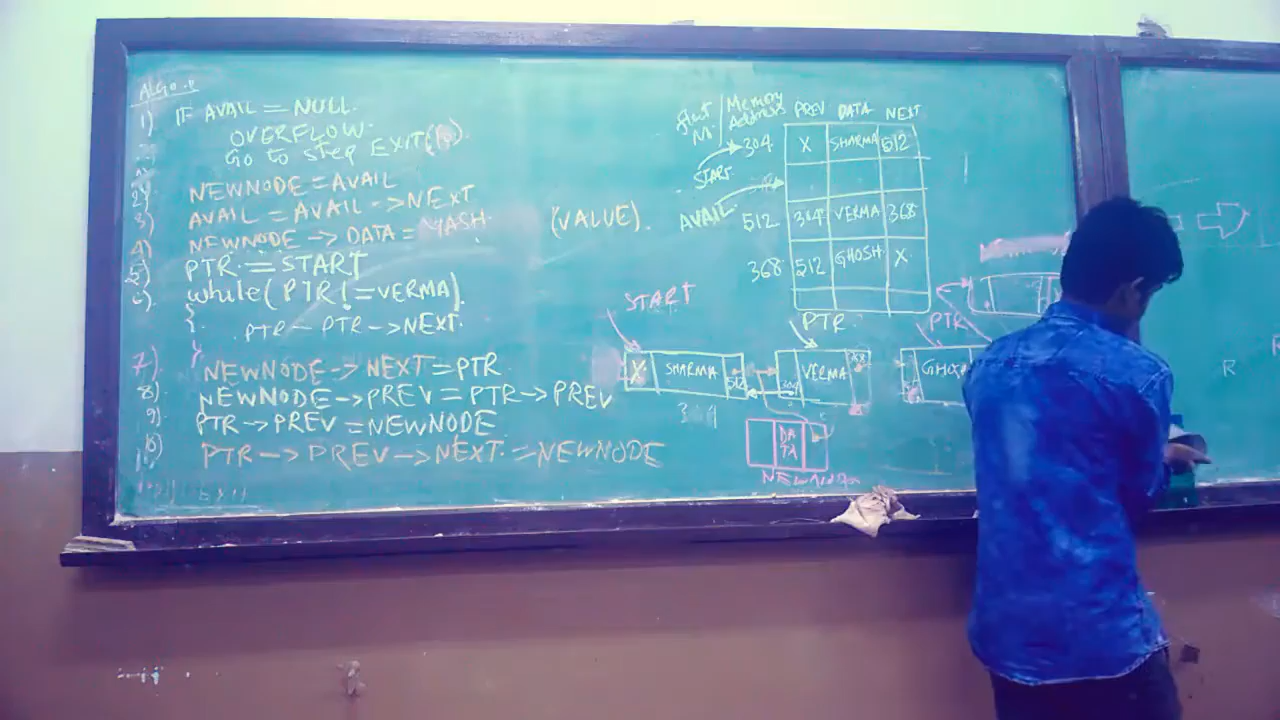 ALGO
1) IF AVAIL = NULL.
OVERFLOW.
Go to step EXIT
2) NEWNODE = AVAIL
3) AVAIL = AVAIL -> NEXT
4) NEWNODE -> DATA = YASH (VALUE).
5) PTR = START
6) while( PTR != VERMA)
{
PTR = PTR -> NEXT.
}
7) NEWNODE -> NEXT = PTR
8) NEWNODE -> PREV = PTR -> PREV
9) PTR -> PREV = NEWNODE
10) PTR -> PREV -> NEXT. = NEWNODE
EXIT
Memory Address PREV DATA NEXT
304 X SHARMA 512
START
AVAIL
512 304 VERMA 368
368 512 GHOSH X
START PTR. PTR
X SHARMA 512 304 VERMA GHOSH
304
DATA
R